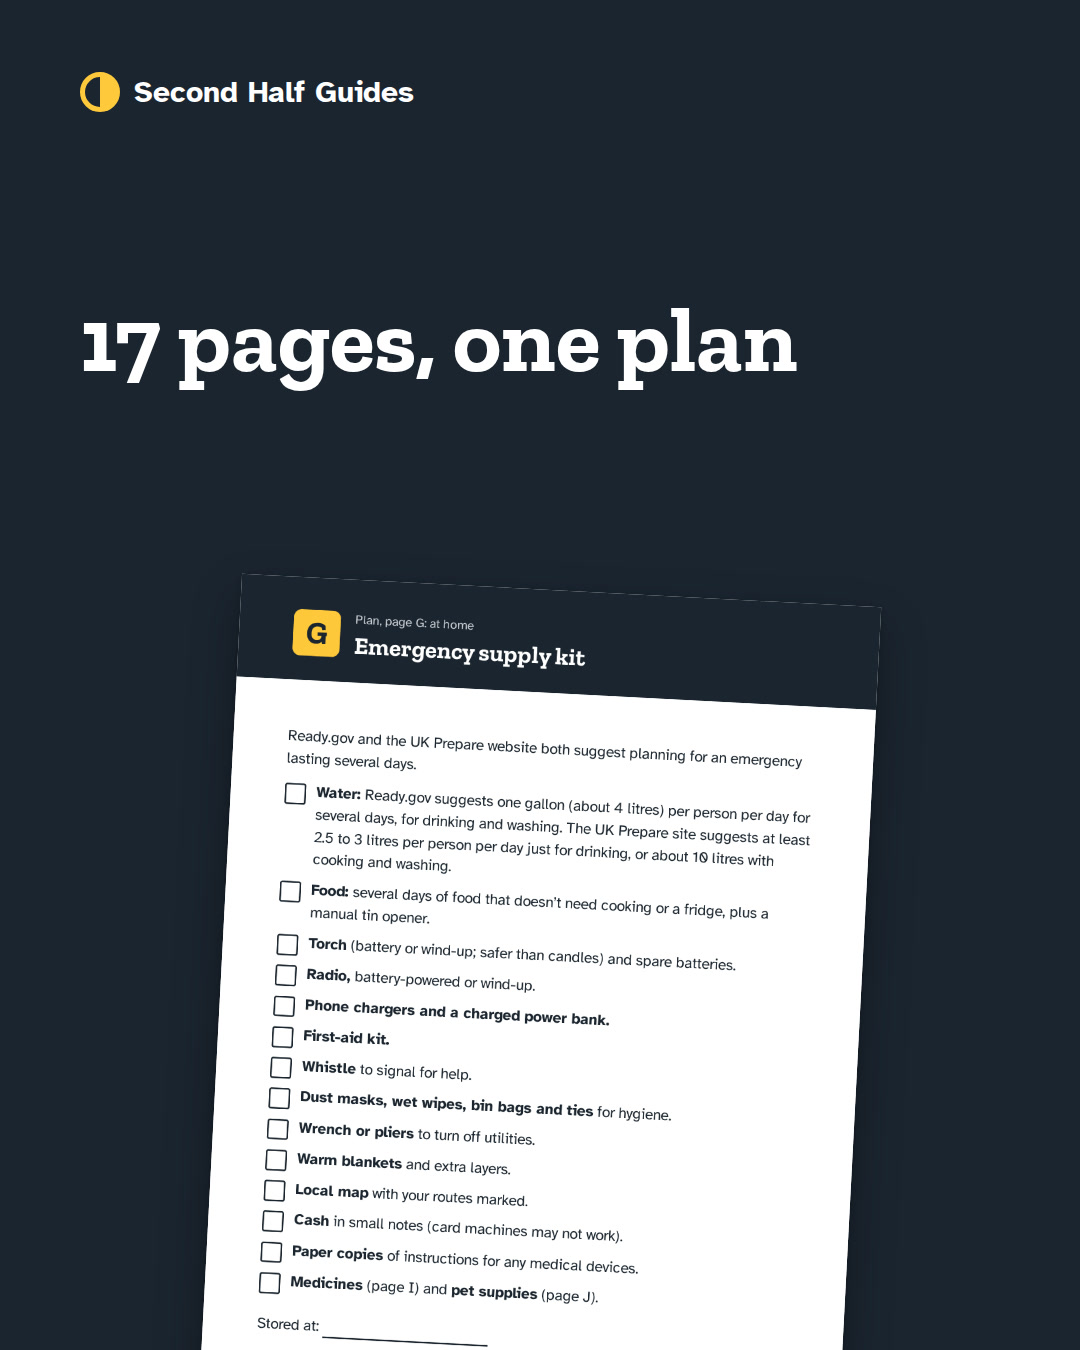 Second Half Guides
17 pages, one plan
G
Plan, page G: at home
Emergency supply kit
Ready.gov and the UK Prepare website both suggest planning for an emergency
lasting several days.
Water: Ready.gov suggests one gallon (about 4 litres) per person per day for
several days, for drinking and washing. The UK Prepare site suggests at least
2.5 to 3 litres per person per day just for drinking, or about 10 litres with
cooking and washing.
Food: several days of food that doesn’t need cooking or a fridge, plus a
manual tin opener.
Torch (battery or wind-up; safer than candles) and spare batteries.
Radio, battery-powered or wind-up.
Phone chargers and a charged power bank.
First-aid kit.
Whistle to signal for help.
Dust masks, wet wipes, bin bags and ties for hygiene.
Wrench or pliers to turn off utilities.
Warm blankets and extra layers.
Local map with your routes marked.
Cash in small notes (card machines may not work).
Paper copies of instructions for any medical devices.
Medicines (page I) and pet supplies (page J).
Stored at: